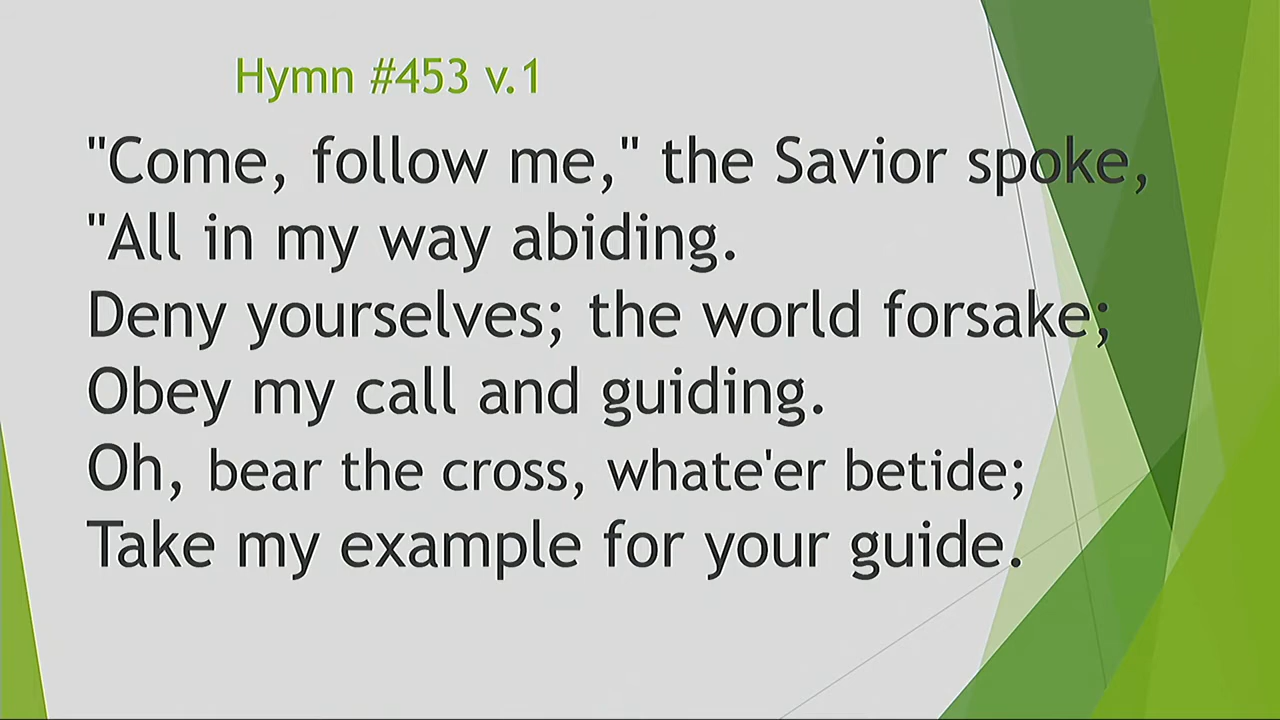 Hymn #453 v.1
"Come, follow me," the Savior spoke,
"All in my way abiding.
Deny yourselves; the world forsake;
Obey my call and guiding.
Oh, bear the cross, whate'er betide;
Take my example for your guide.